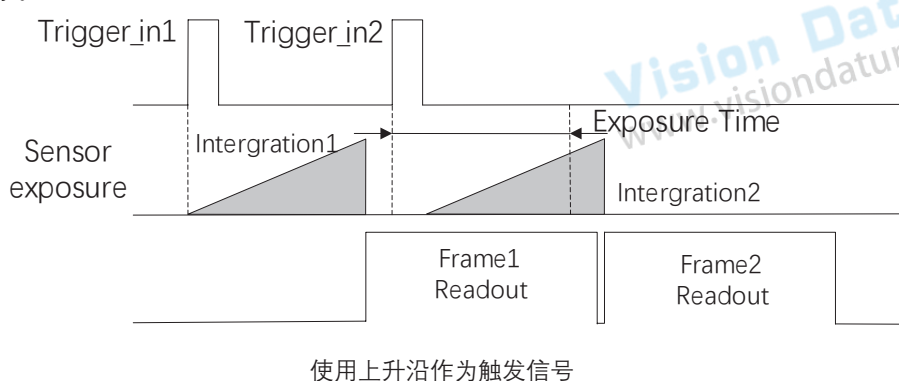 Trigger_in1
Trigger_in2
Vision Dat
www.visiondatu
Exposure Time
Intergration1
Sensor
exposure
Intergration2
Frame1
Readout
Frame2
Readout
使用上升沿作为触发信号